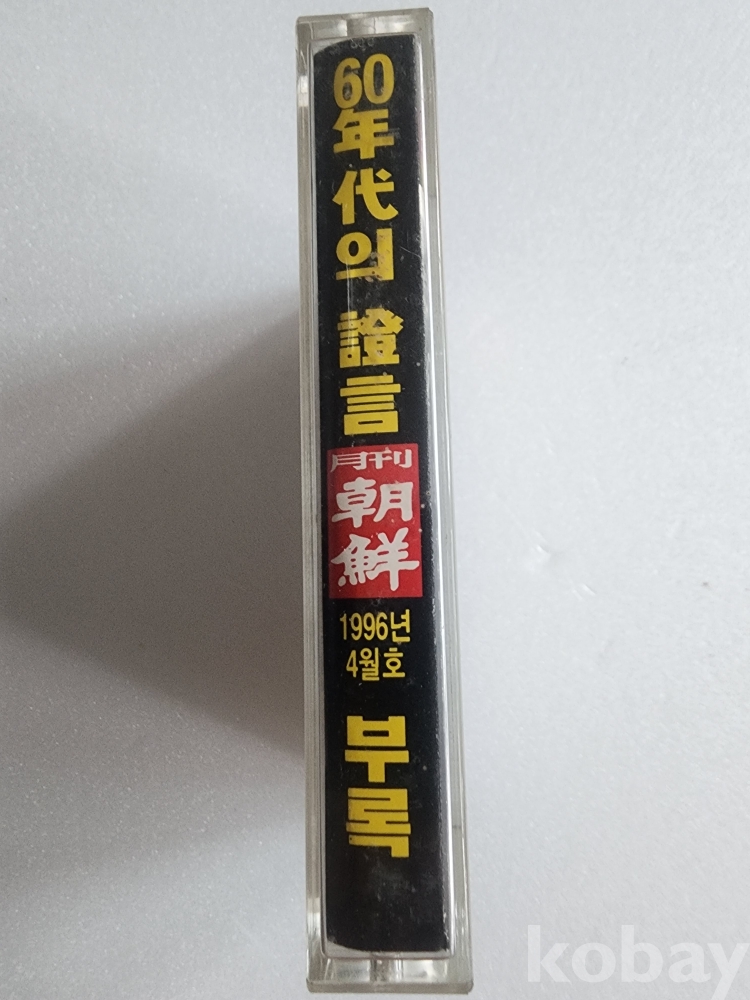 60年代의 證言
月刊
朝鮮
1996년
4월호
부록
kobay